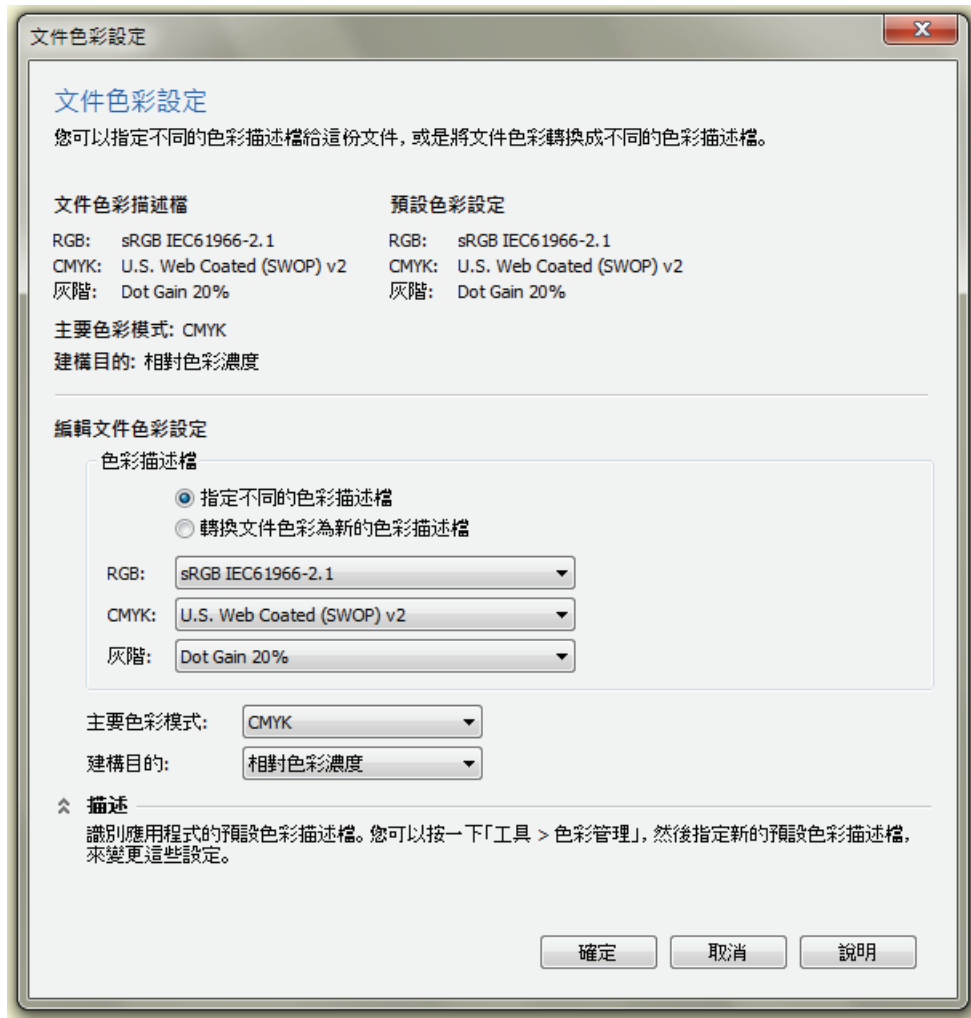 文件色彩設定
文件色彩設定
您可以指定不同的色彩描述檔給這份文件, 或是將文件色彩轉換成不同的色彩描述檔。
文件色彩描述檔
RGB: sRGB IEC61966-2.1
CMYK: U.S. Web Coated (SWOP) v2
灰階: Dot Gain 20%
預設色彩設定
RGB: sRGB IEC61966-2.1
CMYK: U.S. Web Coated (SWOP) v2
灰階: Dot Gain 20%
主要色彩模式: CMYK
建構目的: 相對色彩濃度
編輯文件色彩設定
色彩描述檔
指定不同的色彩描述檔
轉換文件色彩為新的色彩描述檔
RGB: sRGB IEC61966-2.1
CMYK: U.S. Web Coated (SWOP) v2
灰階: Dot Gain 20%
主要色彩模式: CMYK
建構目的: 相對色彩濃度
描述
識別應用程式的預設色彩描述檔。您可以按一下「工具 > 色彩管理」, 然後指定新的預設色彩描述檔,
來變更這些設定。
確定 取消 說明